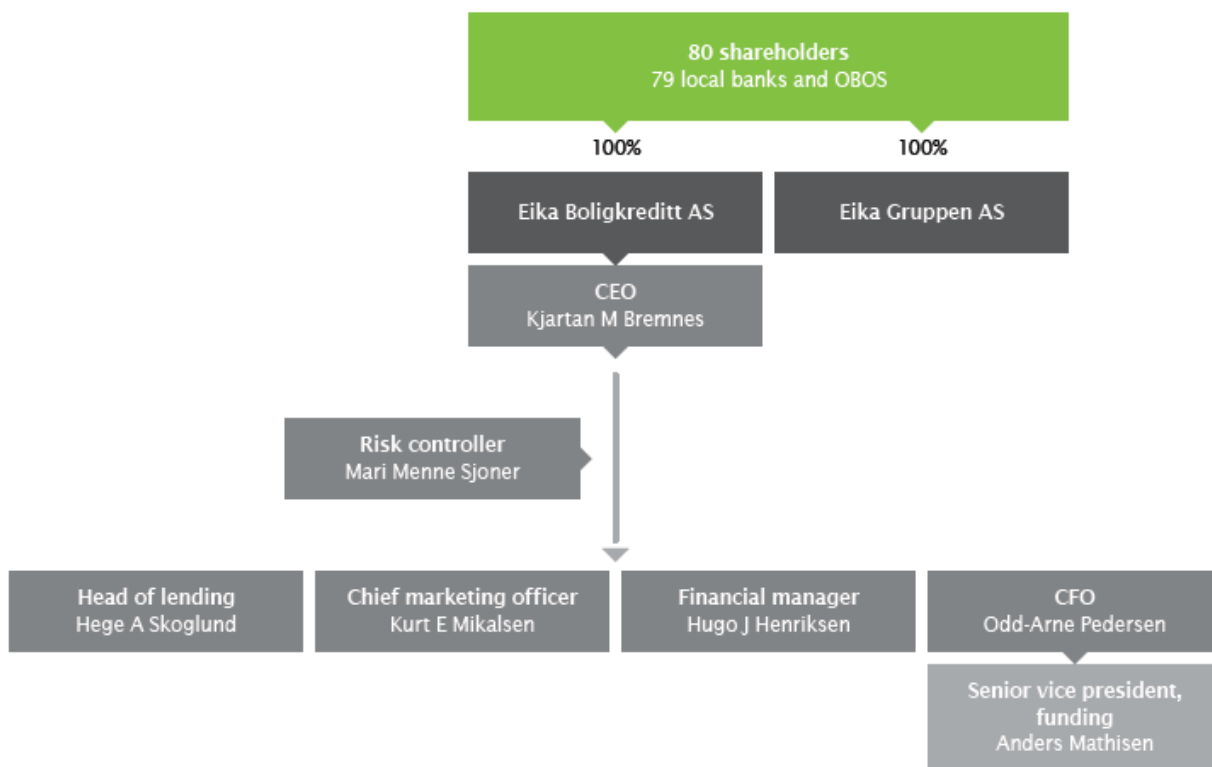 80 shareholders
79 local banks and OBOS
100%
100%
Eika Boligkreditt AS
Eika Gruppen AS
CEO
Kjartan M Bremnes
Risk controller
Mari Menne Sjoner
Head of lending
Hege A Skoglund
Chief marketing officer
Kurt E Mikalsen
Financial manager
Hugo J Henriksen
CFO
Odd-Arne Pedersen
Senior vice president,
funding
Anders Mathisen